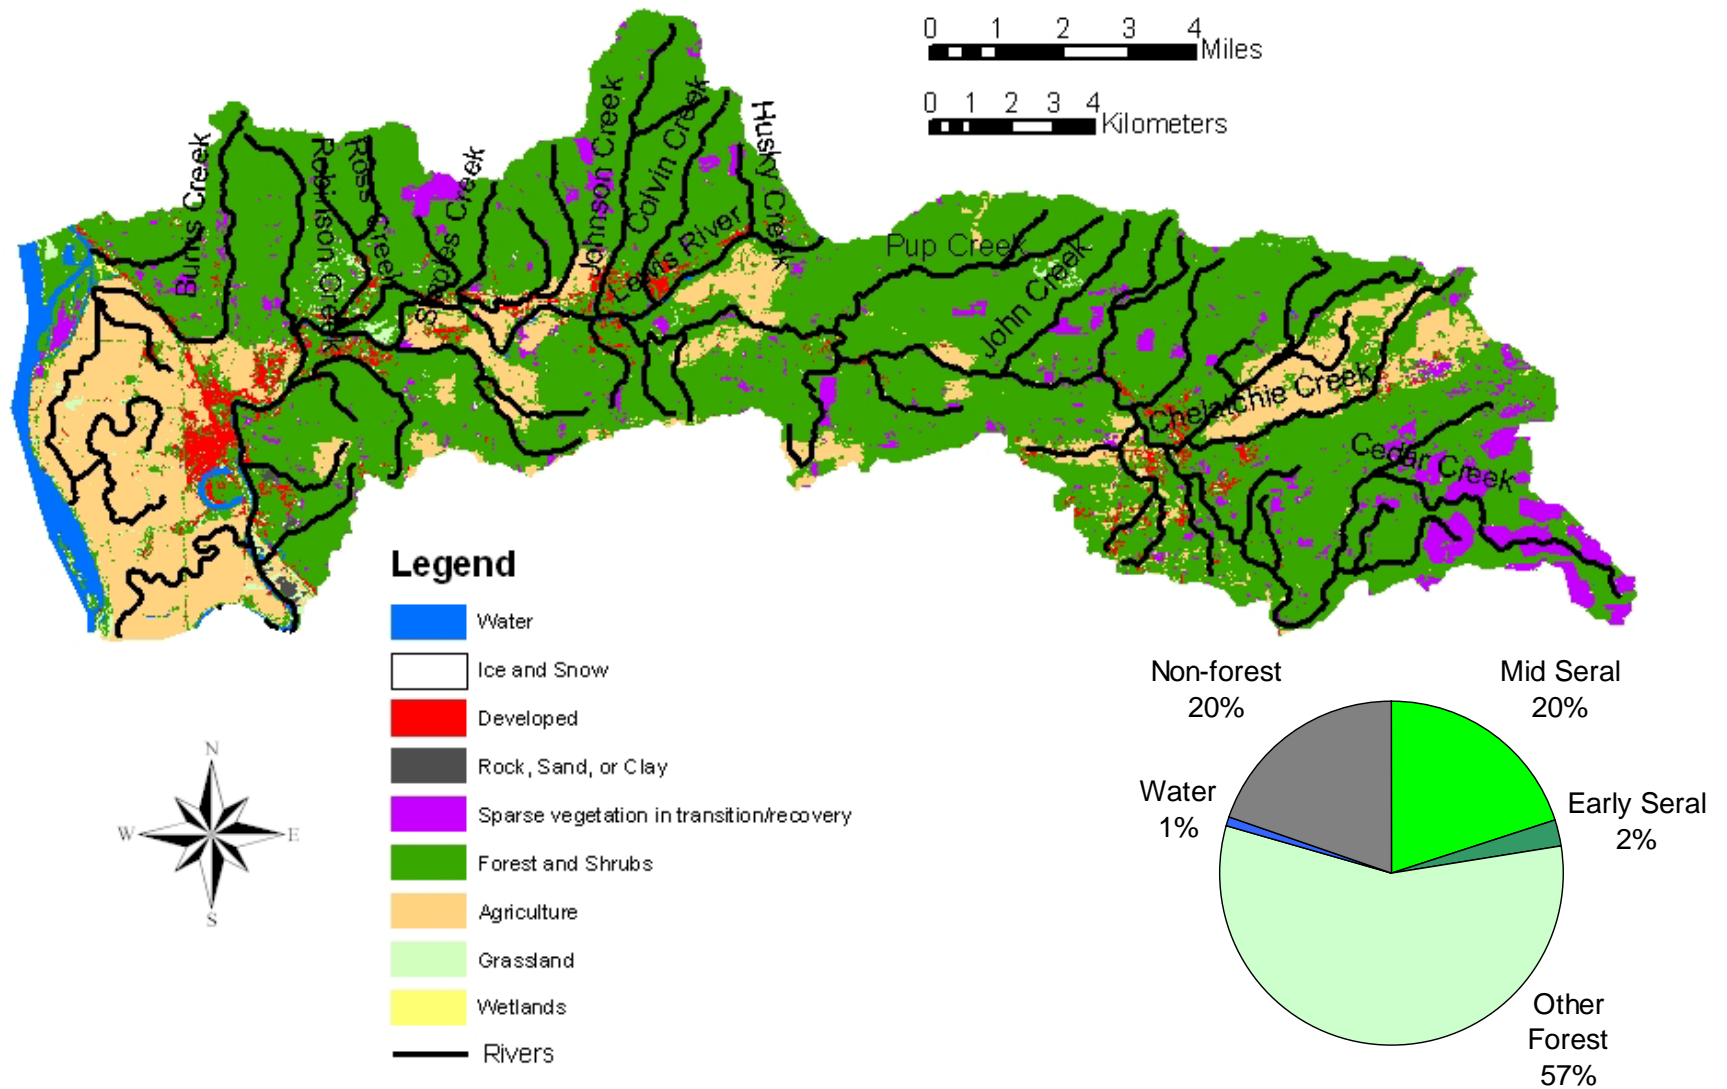 0 1 2 3 4
Miles
0 1 2 3 4
Kilometers
Burris Creek
Robinson Creek
Ross Creel
Staples Creek
Johnson Creek
Colvin Creek
Lewis River
Husky Creek
Pup Creek
John Creek
Chelatchie Creek
Cedar Creek
Legend
Water
Ice and Snow
Developed
Rock, Sand, or Clay
Sparse vegetation in transition/recovery
Forest and Shrubs
Agriculture
Grassland
Wetlands
Rivers
N
W
E
S
Non-forest
20%
Mid Seral
20%
Water
1%
Early Seral
2%
Other
Forest
57%